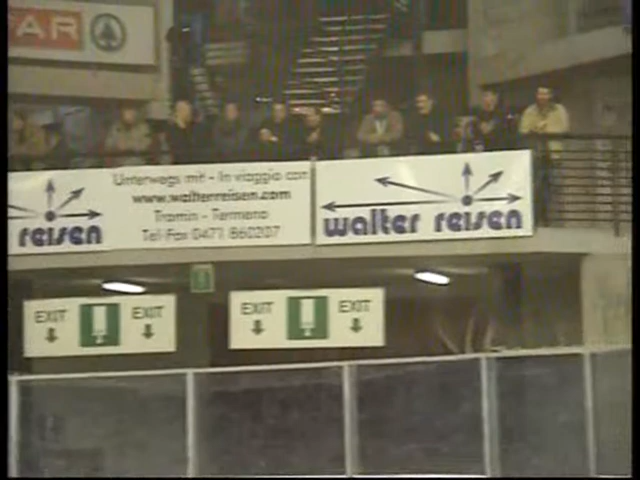 AR
reisen
Unterwegs mit - In viaggio con
www.walterreisen.com
Tramin - Termeno
Tel-Fax 0471 860207
walter reisen
EXIT EXIT
EXIT EXIT